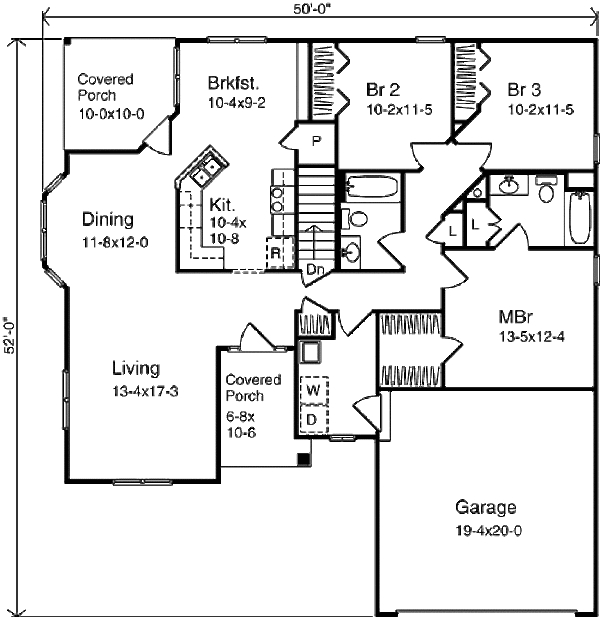 50'-0"
Covered
Porch
10-0x10-0
Brkfst.
10-4x9-2
Br 2
10-2x11-5
Br 3
10-2x11-5
P
Dining
11-8x12-0
Kit.
10-4x
10-8
R
Dn
L
L
MBr
13-5x12-4
52'-0"
Living
13-4x17-3
Covered
Porch
6-8x
10-6
W
D
Garage
19-4x20-0